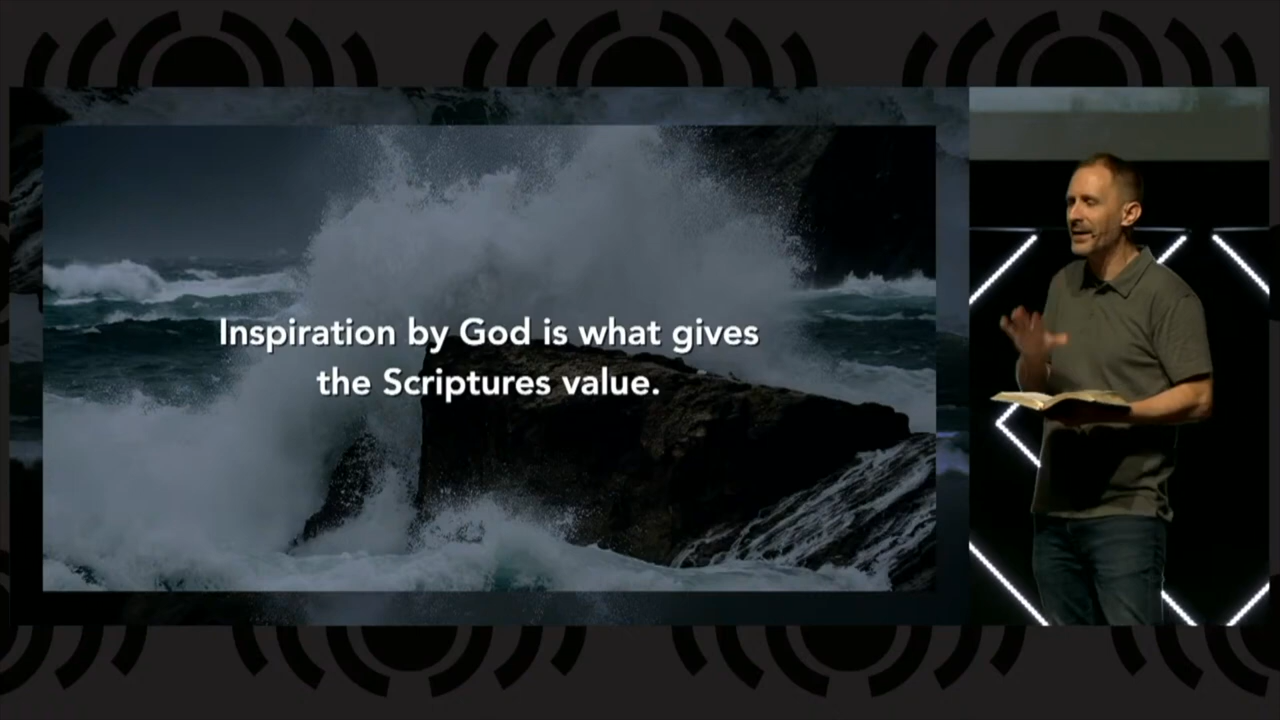 Inspiration by God is what gives
the Scriptures value.